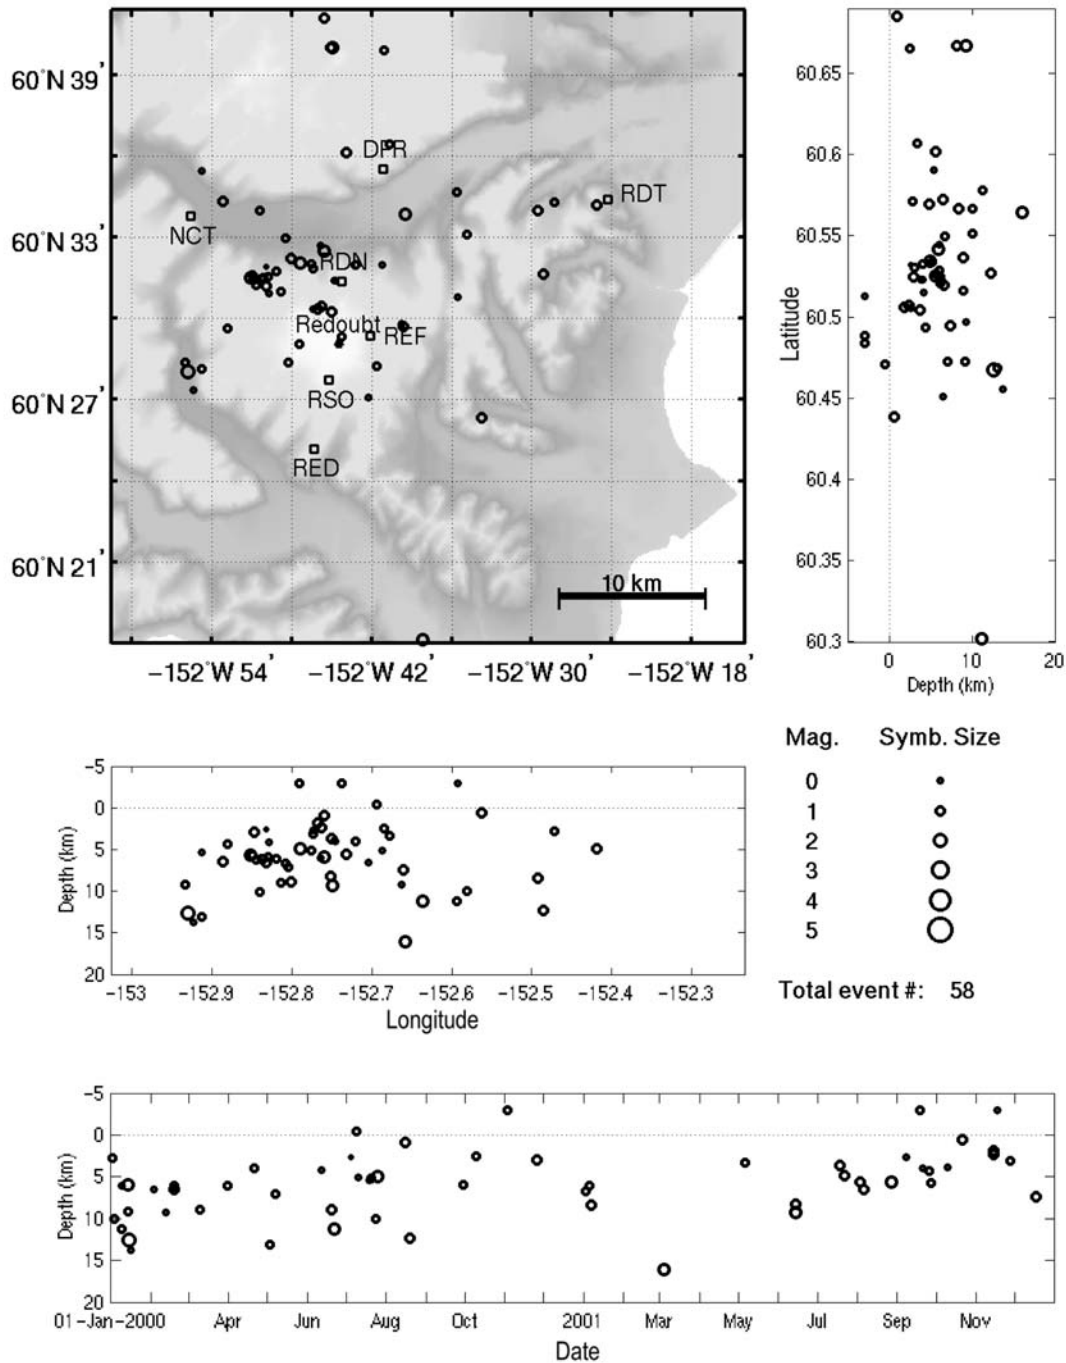 60°N 39'
60°N 33'
60°N 27'
60°N 21'
−152°W 54' −152°W 42' −152°W 30' −152°W 18'
DPR
RDT
NCT
RDN
Redoubt
REF
RSO
RED
10 km
60.65
60.6
60.55
60.5
60.45
60.4
60.35
60.3
Latitude
0 10 20
Depth (km)
Mag. Symb. Size
0
1
2
3
4
5
Total event #: 58
−5
0
5
10
15
20
Depth (km)
−153 −152.9 −152.8 −152.7 −152.6 −152.5 −152.4 −152.3
Longitude
−5
0
5
10
15
20
Depth (km)
01−Jan−2000 Apr Jun Aug Oct 2001 Mar May Jul Sep Nov
Date